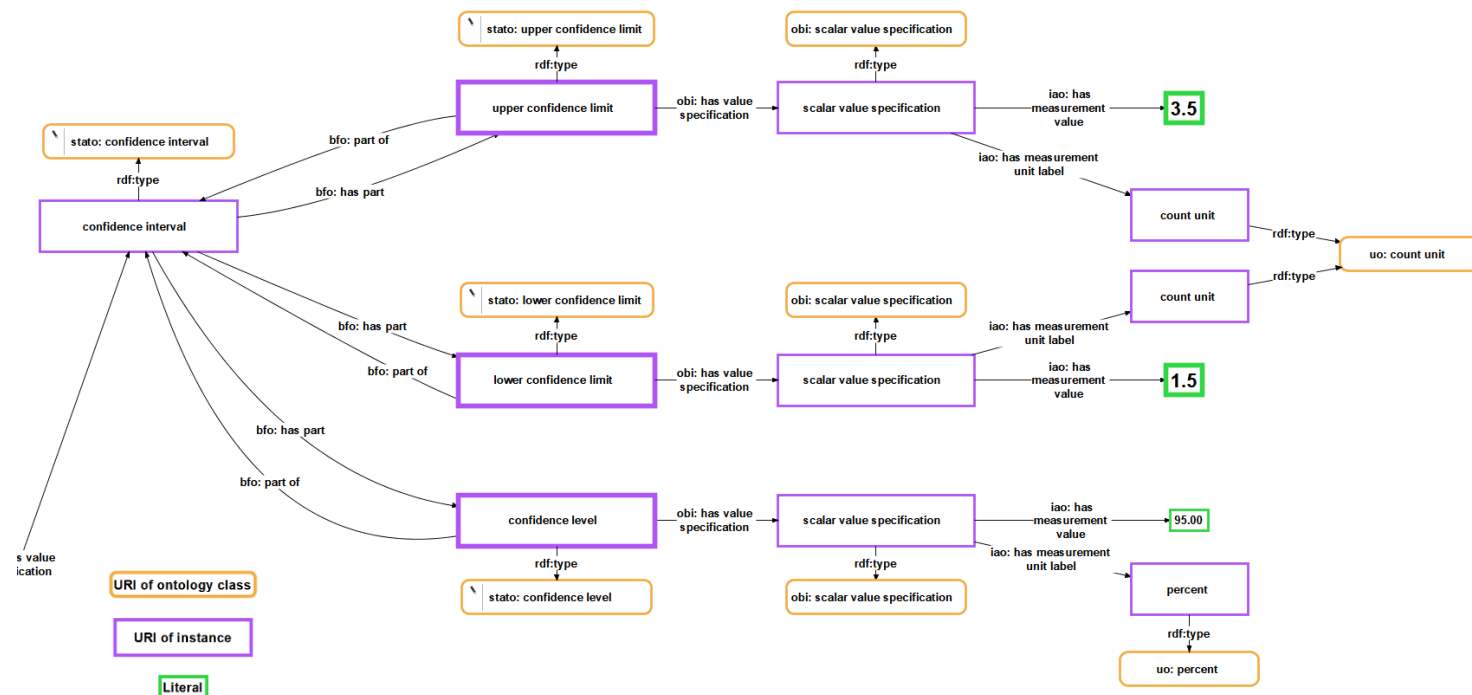 stato: upper confidence limit
obi: scalar value specification
rdf:type
rdf:type
upper confidence limit
obi: has value
specification
scalar value specification
iao: has
measurement
value
3.5
stato: confidence interval
rdf:type
bfo: part of
bfo: has part
iao: has measurement
unit label
confidence interval
count unit
rdf:type
uo: count unit
rdf:type
count unit
stato: lower confidence limit
obi: scalar value specification
rdf:type
rdf:type
bfo: has part
bfo: part of
iao: has measurement
unit label
lower confidence limit
obi: has value
specification
scalar value specification
iao: has
measurement
value
1.5
bfo: has part
bfo: part of
confidence level
obi: has value
specification
scalar value specification
iao: has
measurement
value
95.00
iao: has measurement
unit label
s value
ication
rdf:type
rdf:type
percent
URI of ontology class
stato: confidence level
obi: scalar value specification
rdf:type
URI of instance
uo: percent
Literal